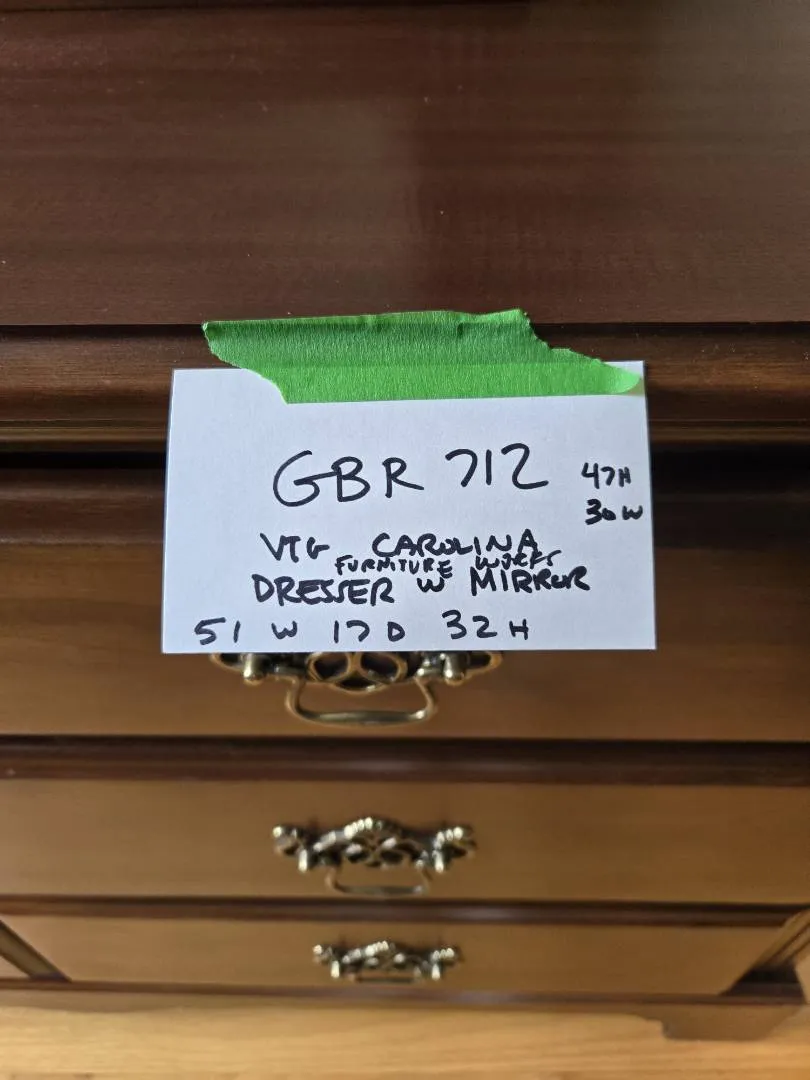 GBR 712
47H
30W
VTG CAROLINA
FURNITURE WORKS
DRESSER W MIRROR
51 W 17 D 32 H